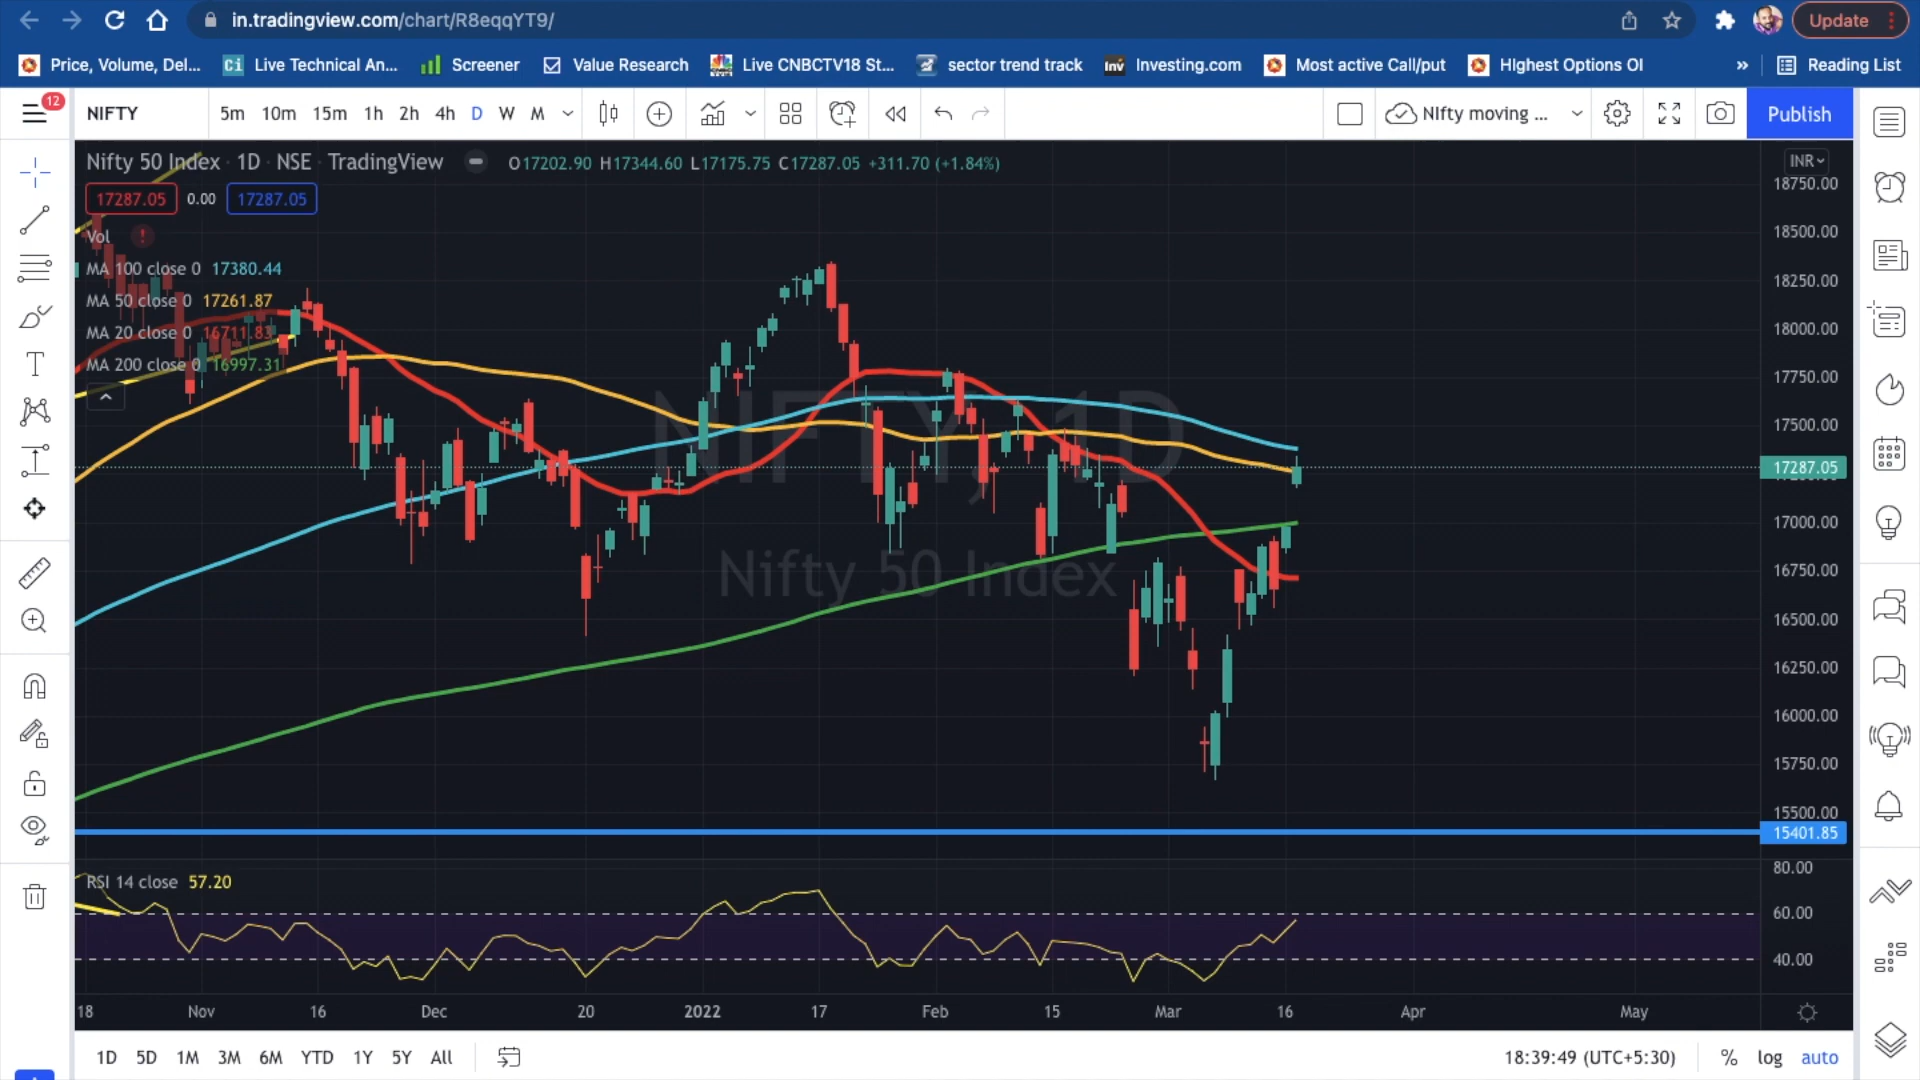 in.tradingview.com/chart/R8eqqYT9/
Update
Price, Volume, Del... Ci Live Technical An... Screener Value Research Live CNBCTV18 St... sector trend track Inv Investing.com Most active Call/put HIghest Options OI » Reading List
12 NIFTY 5m 10m 15m 1h 2h 4h D W M NIfty moving ... Publish
Nifty 50 Index · 1D · NSE · TradingView O17202.90 H17344.60 L17175.75 C17287.05 +311.70 (+1.84%)
INR
17287.05 0.00 17287.05
Vol !
MA 100 close 0 17380.44
MA 50 close 0 17261.87
MA 20 close 0 16711.83
MA 200 close 0 16997.31
NIFTY, 1D
Nifty 50 Index
18750.00
18500.00
18250.00
18000.00
17750.00
17500.00
17287.05
17000.00
16750.00
16500.00
16250.00
16000.00
15750.00
15500.00
15401.85
RSI 14 close 57.20
80.00
60.00
40.00
18 Nov 16 Dec 20 2022 17 Feb 15 Mar 16 Apr May
1D 5D 1M 3M 6M YTD 1Y 5Y All 18:39:49 (UTC+5:30) % log auto